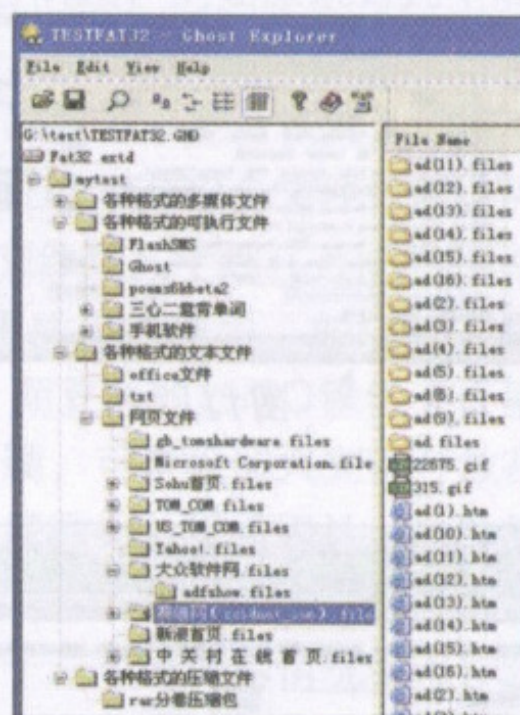 TESTFAT32 - Ghost Explorer
File Edit View Help
G:\test\TESTFAT32.GHO
Fat32 extd
mytest
各种格式的多媒体文件
各种格式的可执行文件
FlashSMS
Ghost
三心二意背单词
手机软件
各种格式的文本文件
office文件
txt
网页文件
gb_tomshardware.files
Microsoft Corporation.file
Sohu首页.files
TOM_COM.files
US_TOM_COM.files
Yahoot.files
大众软件网.files
adfshow.files
新浪首页.files
中关村在线首页.files
各种格式的压缩文件
rar分卷压缩包
File Name
ad(11).files
ad(12).files
ad(13).files
ad(14).files
ad(15).files
ad(16).files
ad(2).files
ad(3).files
ad(4).files
ad(5).files
ad(8).files
ad(9).files
ad.files
22675.gif
315.gif
ad(1).htm
ad(10).htm
ad(11).htm
ad(12).htm
ad(13).htm
ad(14).htm
ad(15).htm
ad(16).htm
ad(2).htm